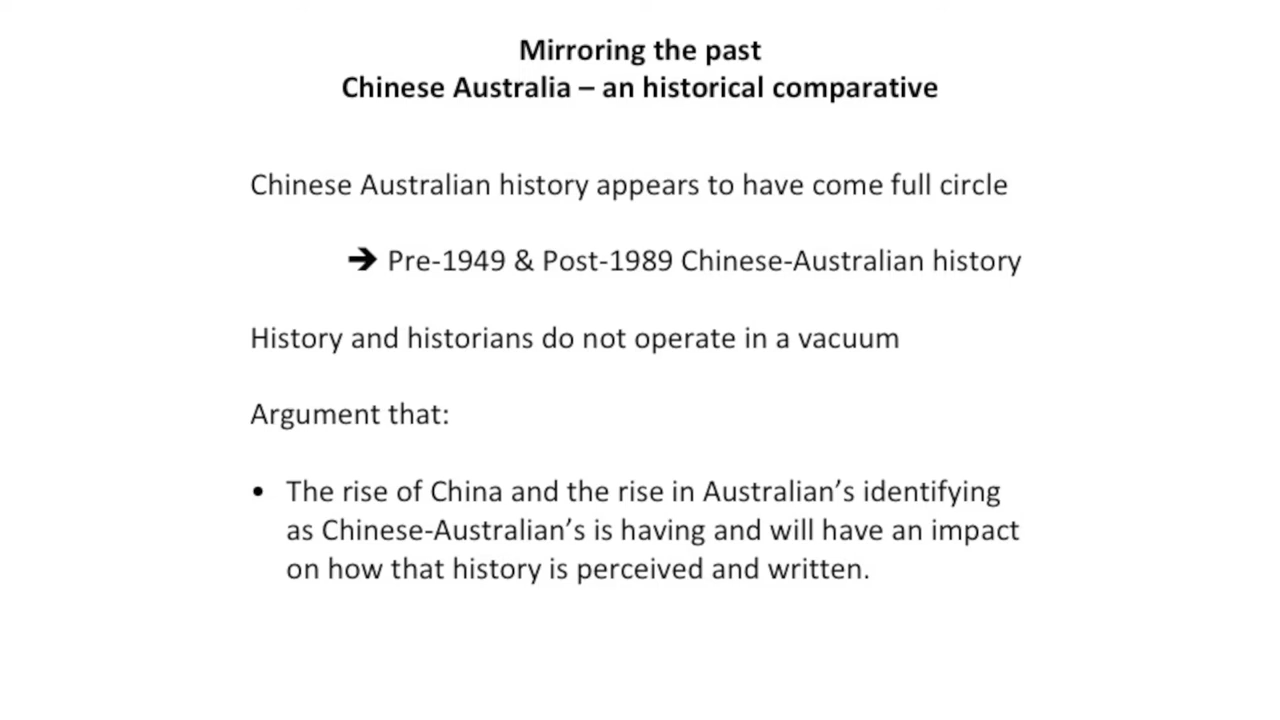 Mirroring the past
Chinese Australia – an historical comparative
Chinese Australian history appears to have come full circle
➔ Pre-1949 & Post-1989 Chinese-Australian history
History and historians do not operate in a vacuum
Argument that:
• The rise of China and the rise in Australian’s identifying
as Chinese-Australian’s is having and will have an impact
on how that history is perceived and written.